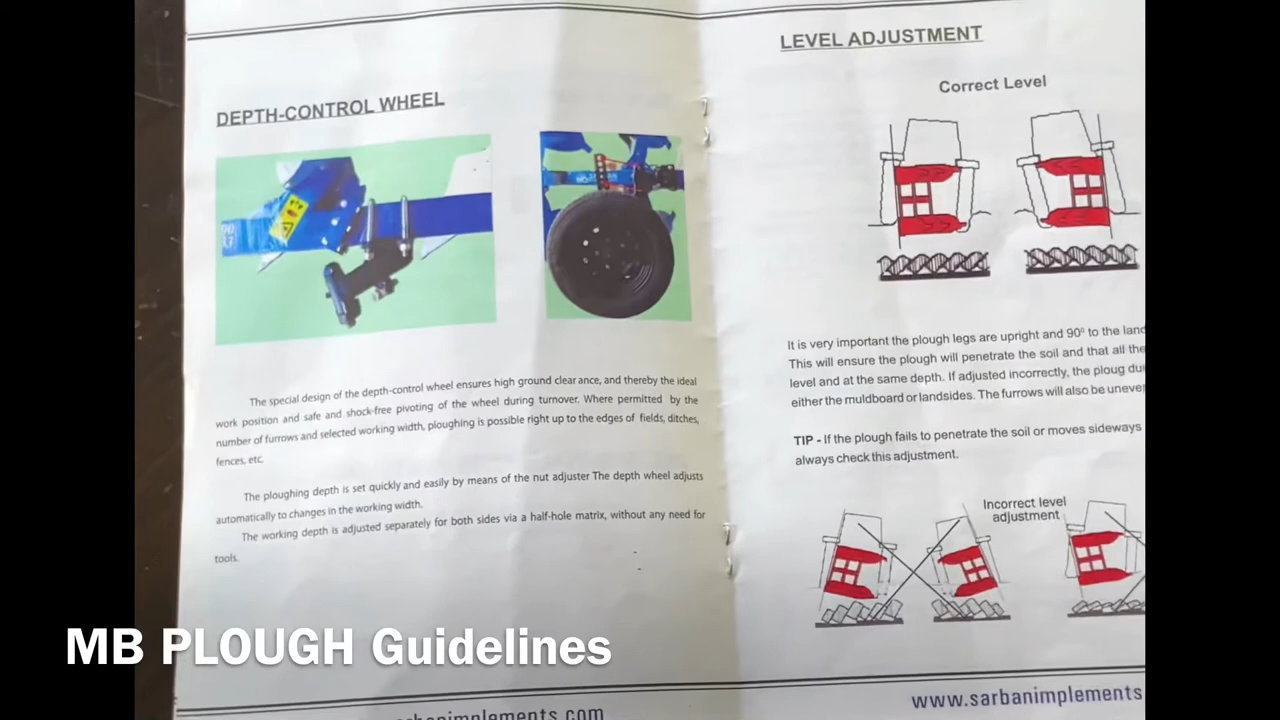 DEPTH-CONTROL WHEEL
The special design of the depth-control wheel ensures high ground clear ance, and thereby the ideal
work position and safe and shock-free pivoting of the wheel during turnover. Where permitted by the
number of furrows and selected working width, ploughing is possible right up to the edges of fields, ditches,
fences, etc.
The ploughing depth is set quickly and easily by means of the nut adjuster The depth wheel adjusts
automatically to changes in the working width.
The working depth is adjusted separately for both sides via a half-hole matrix, without any need for
tools.
LEVEL ADJUSTMENT
Correct Level
It is very important the plough legs are upright and 90° to the land
This will ensure the plough will penetrate the soil and that all the
level and at the same depth. If adjusted incorrectly, the ploug du
either the muldboard or landsides. The furrows will also be uneve
TIP - If the plough fails to penetrate the soil or moves sideways
always check this adjustment.
Incorrect level
adjustment
MB PLOUGH Guidelines
rbanimplements.com
www.sarbanimplements